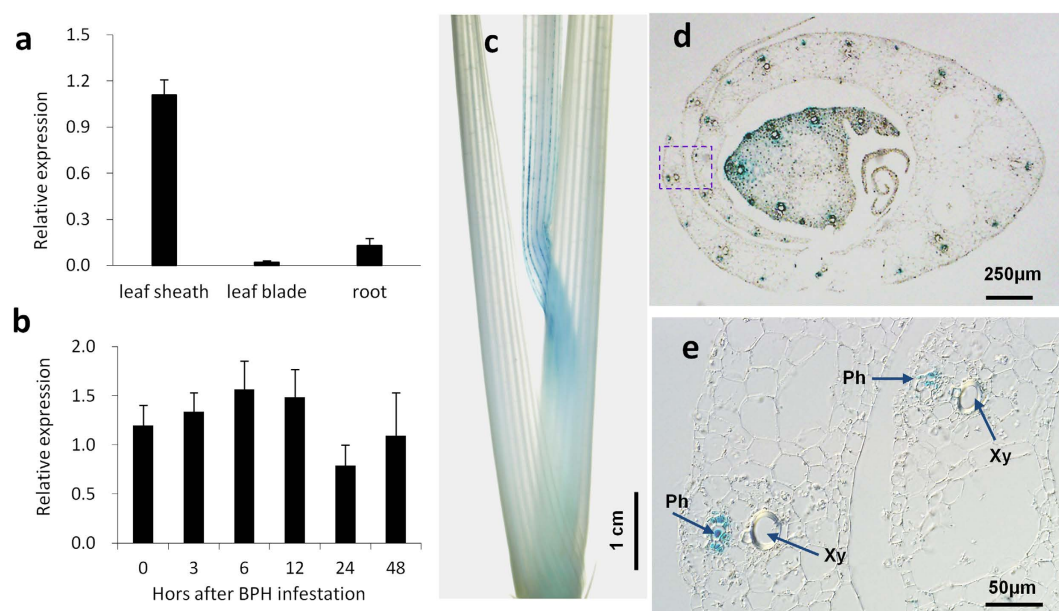 a
Relative expression
1.5
1.2
0.9
0.6
0.3
0.0
leaf sheath leaf blade root
b
Relative expression
2.0
1.5
1.0
0.5
0.0
0 3 6 12 24 48
Hors after BPH infestation
c
1 cm
d
250µm
e
Ph
Xy
Ph
Xy
50µm